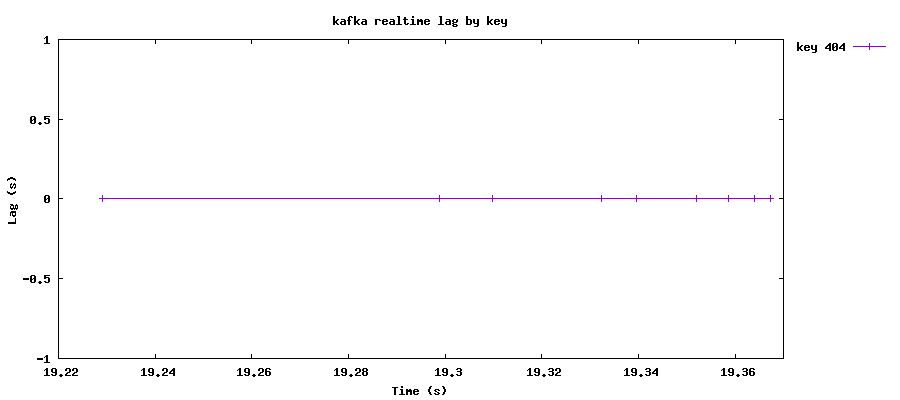 kafka realtime lag by key
key 404
1
0.5
0
-0.5
-1
Lag (s)
19.22 19.24 19.26 19.28 19.3 19.32 19.34 19.36
Time (s)